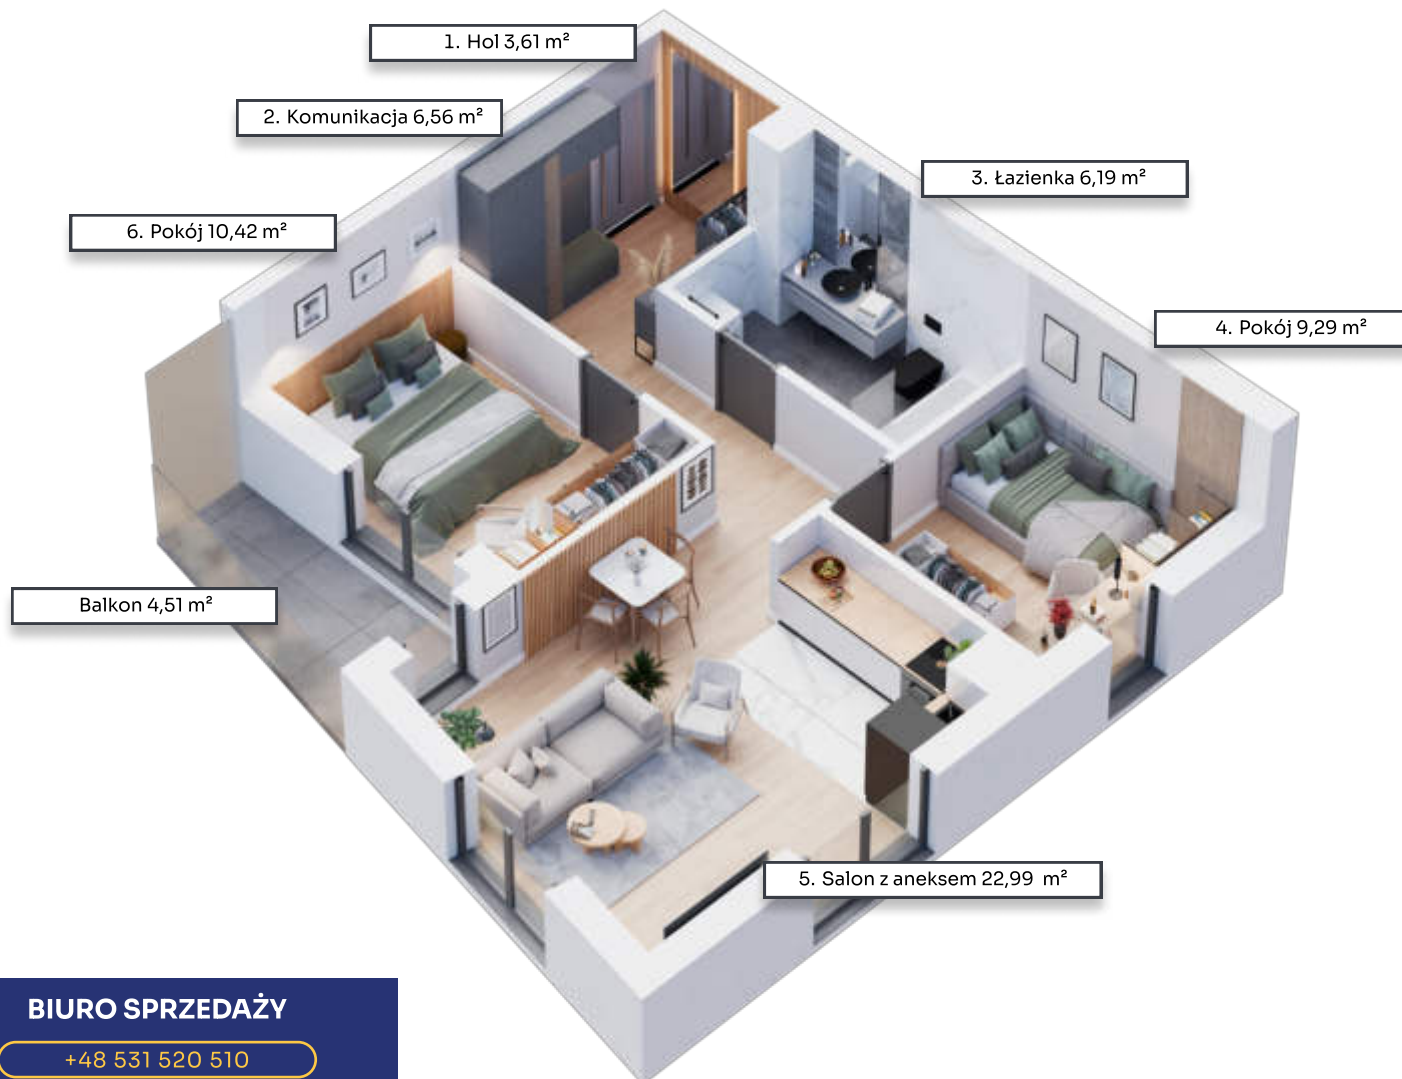 1. Hol 3,61 m²
2. Komunikacja 6,56 m²
3. Łazienka 6,19 m²
6. Pokój 10,42 m²
4. Pokój 9,29 m²
Balkon 4,51 m²
5. Salon z aneksem 22,99 m²
BIURO SPRZEDAŻY
+48 531 520 510